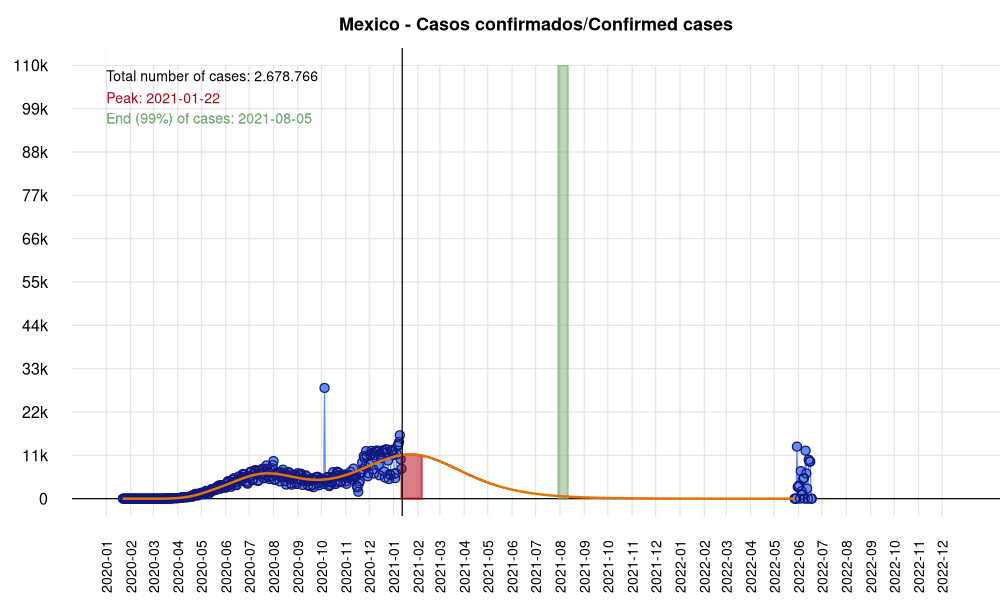 Mexico - Casos confirmados/Confirmed cases
110k
Total number of cases: 2.678.766
Peak: 2021-01-22
99k
End (99%) of cases: 2021-08-05
88k
77k
66k
55k
44k
33k
22k
11k
0
2020-01
2020-02
2020-03
2020-04
2020-05
2020-06
2020-07
2020-08
2020-09
2020-10
2020-11
2020-12
2021-01
2021-02
2021-03
2021-04
2021-05
2021-06
2021-07
2021-08
2021-09
2021-10
2021-11
2021-12
2022-01
2022-02
2022-03
2022-04
2022-05
2022-06
2022-07
2022-08
2022-09
2022-10
2022-11
2022-12